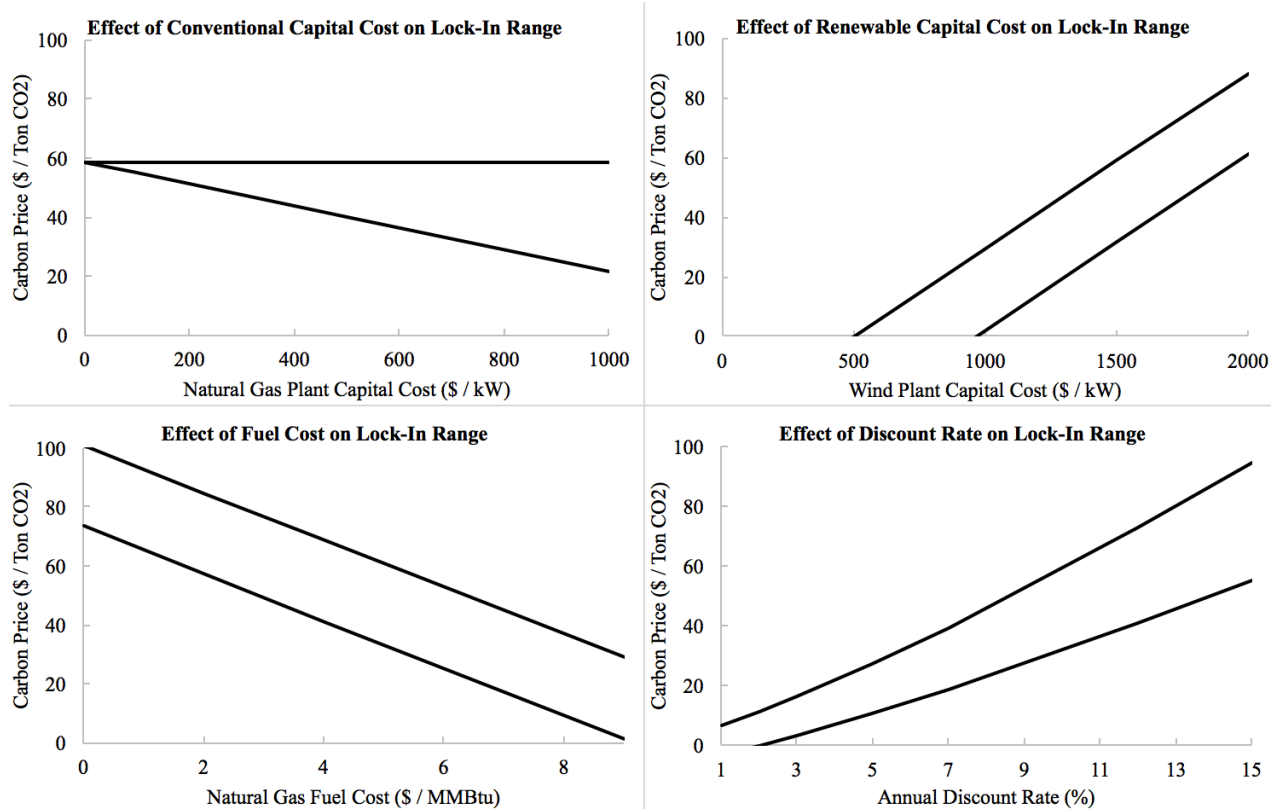 Effect of Conventional Capital Cost on Lock-In Range
100
80
60
40
20
0
Carbon Price ($ / Ton CO2)
0 200 400 600 800 1000
Natural Gas Plant Capital Cost ($ / kW)
Effect of Renewable Capital Cost on Lock-In Range
100
80
60
40
20
0
Carbon Price ($ / Ton CO2)
0 500 1000 1500 2000
Wind Plant Capital Cost ($ / kW)
Effect of Fuel Cost on Lock-In Range
100
80
60
40
20
0
Carbon Price ($ / Ton CO2)
0 2 4 6 8
Natural Gas Fuel Cost ($ / MMBtu)
Effect of Discount Rate on Lock-In Range
100
80
60
40
20
0
Carbon Price ($ / Ton CO2)
1 3 5 7 9 11 13 15
Annual Discount Rate (%)